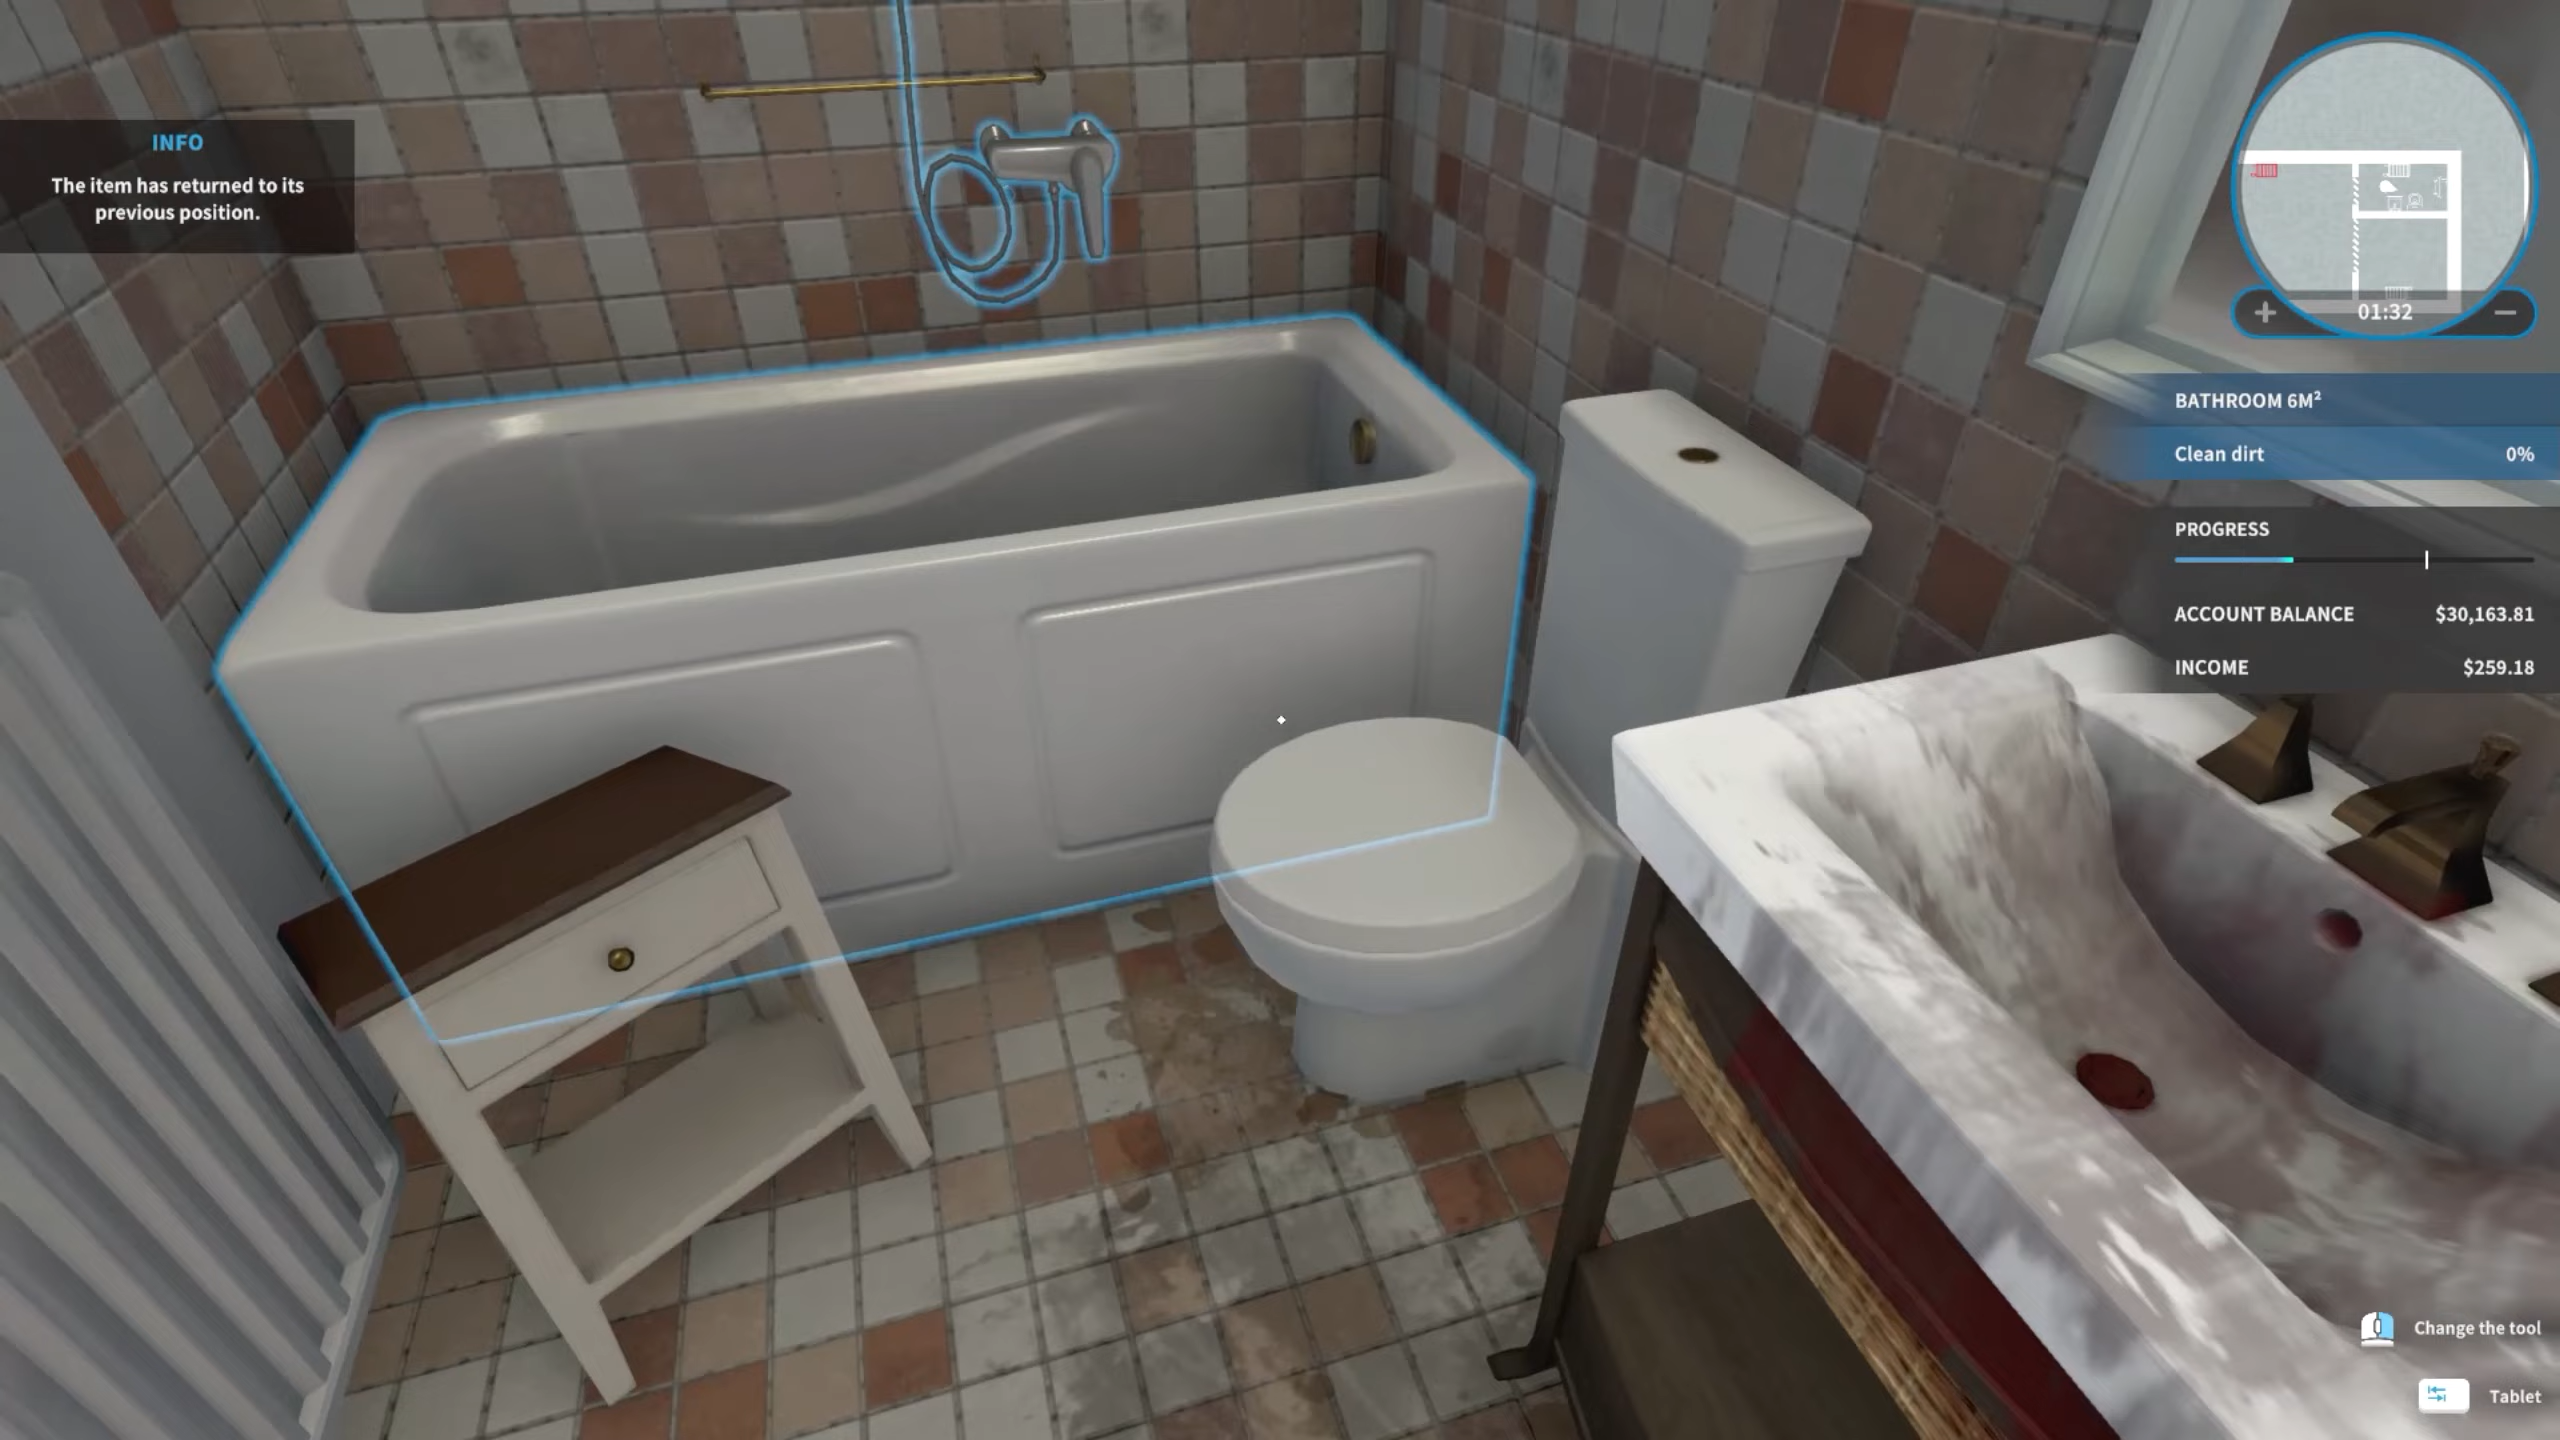 INFO
The item has returned to its
previous position.
01:32
BATHROOM 6M²
Clean dirt 0%
PROGRESS
ACCOUNT BALANCE $30,163.81
INCOME $259.18
Change the tool
Tablet